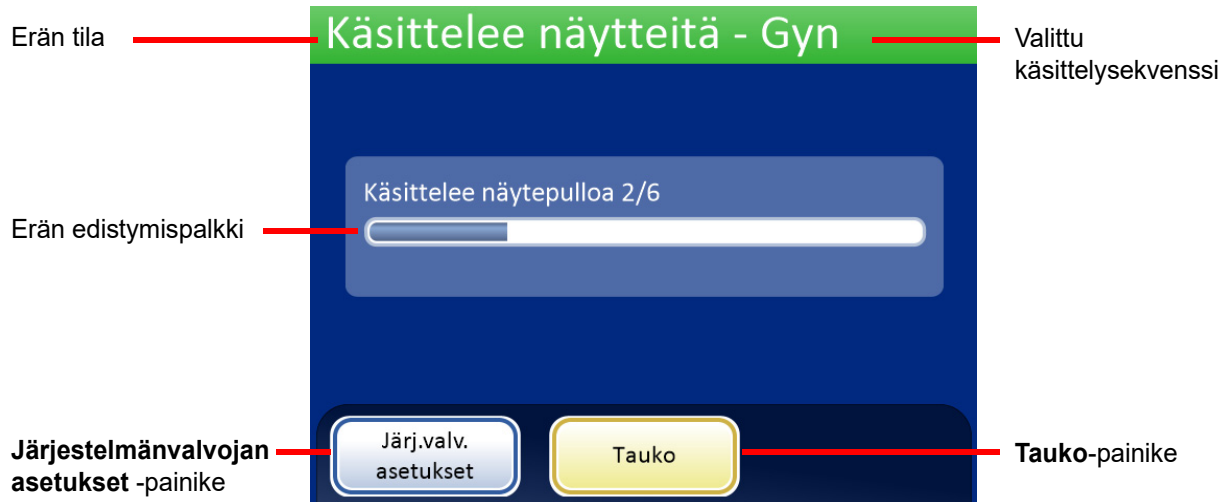 Erän tila
Käsittelee näytteitä - Gyn
Valittu
käsittelysekvenssi
Käsittelee näytepulloa 2/6
Erän edistymispalkki
Järjestelmänvalvojan
asetukset -painike
Järj.valv.
asetukset
Tauko
Tauko-painike